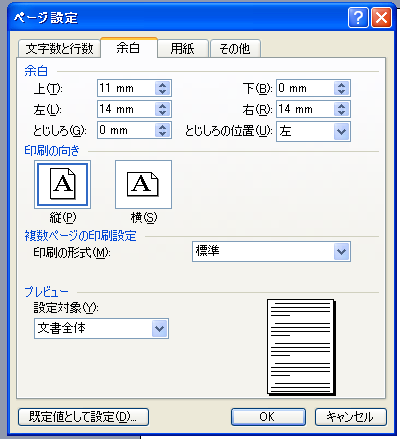 ページ設定
文字数と行数 余白 用紙 その他
余白
上(T): 11 mm 下(B): 0 mm
左(L): 14 mm 右(R): 14 mm
とじしろ(G): 0 mm とじしろの位置(U): 左
印刷の向き
A A
縦(P) 横(S)
複数ページの印刷設定
印刷の形式(M): 標準
プレビュー
設定対象(Y):
文書全体
既定値として設定(D)... OK キャンセル